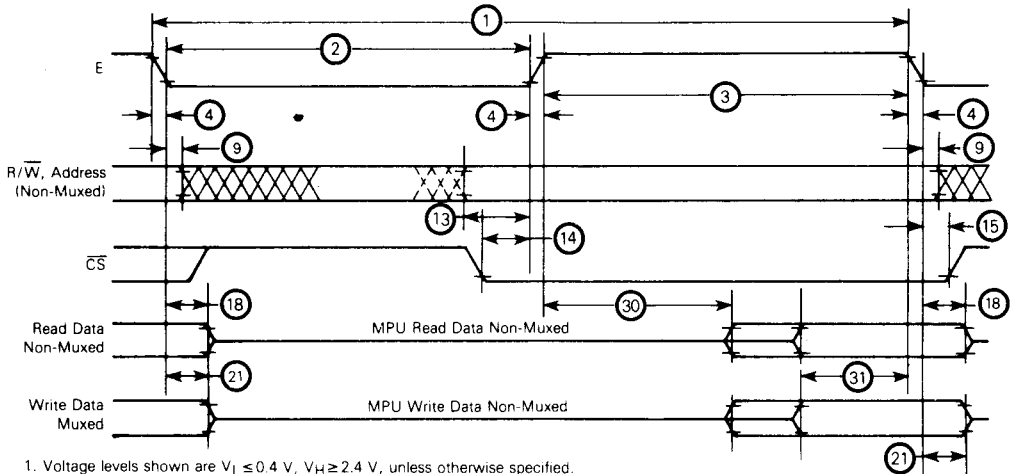 1
2
E
3
4
4
4
9
9
R/W̅, Address
(Non-Muxed)
13
14
15
C̅S̅
18
30
18
Read Data
Non-Muxed
MPU Read Data Non-Muxed
21
31
Write Data
Muxed
MPU Write Data Non-Muxed
21
1. Voltage levels shown are V_L ≤0.4 V, V_H≥2.4 V, unless otherwise specified.